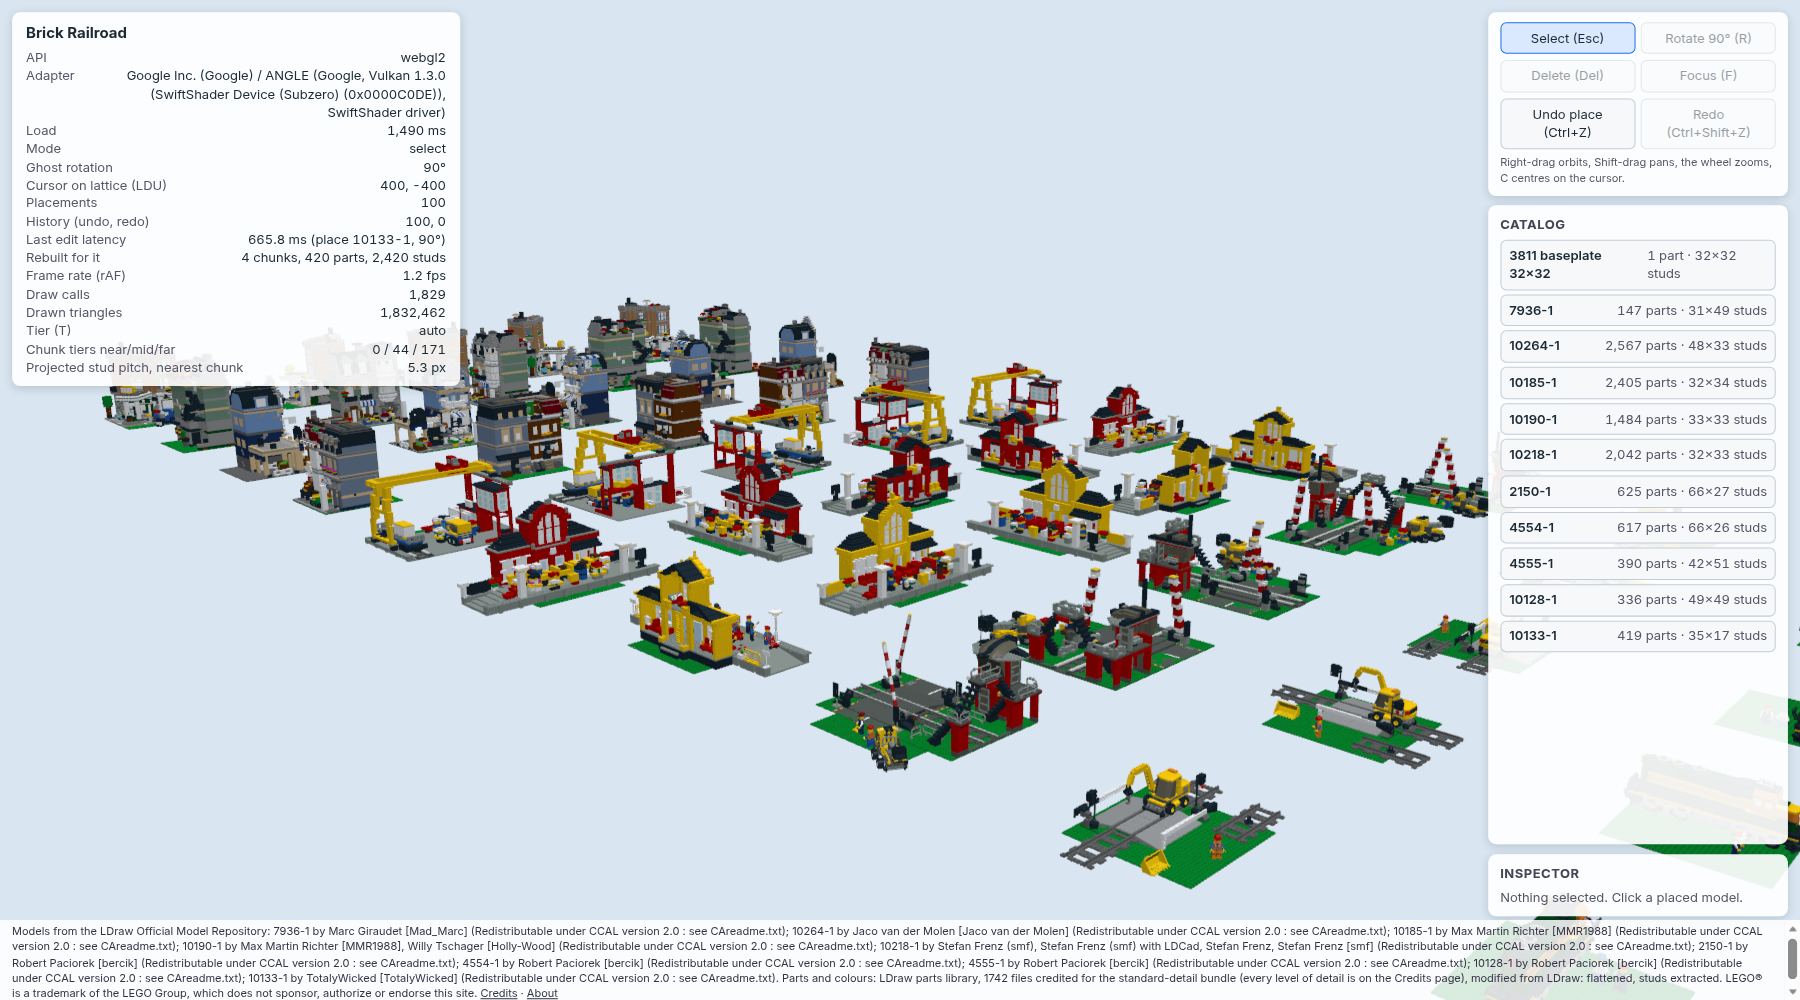 Brick Railroad
API webgl2
Adapter Google Inc. (Google) / ANGLE (Google, Vulkan 1.3.0
(SwiftShader Device (Subzero) (0x0000C0DE)),
SwiftShader driver)
Load 1,490 ms
Mode select
Ghost rotation 90°
Cursor on lattice (LDU) 400, -400
Placements 100
History (undo, redo) 100, 0
Last edit latency 665.8 ms (place 10133-1, 90°)
Rebuilt for it 4 chunks, 420 parts, 2,420 studs
Frame rate (rAF) 1.2 fps
Draw calls 1,829
Drawn triangles 1,832,462
Tier (T) auto
Chunk tiers near/mid/far 0 / 44 / 171
Projected stud pitch, nearest chunk 5.3 px
Select (Esc) Rotate 90° (R)
Delete (Del) Focus (F)
Undo place
(Ctrl+Z)
Redo
(Ctrl+Shift+Z)
Right-drag orbits, Shift-drag pans, the wheel zooms,
C centres on the cursor.
CATALOG
3811 baseplate
32×32
1 part · 32×32
studs
7936-1 147 parts · 31×49 studs
10264-1 2,567 parts · 48×33 studs
10185-1 2,405 parts · 32×34 studs
10190-1 1,484 parts · 33×33 studs
10218-1 2,042 parts · 32×33 studs
2150-1 625 parts · 66×27 studs
4554-1 617 parts · 66×26 studs
4555-1 390 parts · 42×51 studs
10128-1 336 parts · 49×49 studs
10133-1 419 parts · 35×17 studs
INSPECTOR
Nothing selected. Click a placed model.
Models from the LDraw Official Model Repository: 7936-1 by Marc Giraudet [Mad_Marc] (Redistributable under CCAL version 2.0 : see CAreadme.txt); 10264-1 by Jaco van der Molen [Jaco van der Molen] (Redistributable under CCAL version 2.0 : see CAreadme.txt); 10185-1 by Max Martin Richter [MMR1988] (Redistributable under CCAL
version 2.0 : see CAreadme.txt); 10190-1 by Max Martin Richter [MMR1988], Willy Tschager [Holly-Wood] (Redistributable under CCAL version 2.0 : see CAreadme.txt); 10218-1 by Stefan Frenz (smf), Stefan Frenz (smf) with LDCad, Stefan Frenz, Stefan Frenz [smf] (Redistributable under CCAL version 2.0 : see CAreadme.txt); 2150-1 by
Robert Paciorek [bercik] (Redistributable under CCAL version 2.0 : see CAreadme.txt); 4554-1 by Robert Paciorek [bercik] (Redistributable under CCAL version 2.0 : see CAreadme.txt); 4555-1 by Robert Paciorek [bercik] (Redistributable under CCAL version 2.0 : see CAreadme.txt); 10128-1 by Robert Paciorek [bercik] (Redistributable
under CCAL version 2.0 : see CAreadme.txt); 10133-1 by TotalyWicked [TotalyWicked] (Redistributable under CCAL version 2.0 : see CAreadme.txt). Parts and colours: LDraw parts library, 1742 files credited for the standard-detail bundle (every level of detail is on the Credits page), modified from LDraw: flattened, studs extracted. LEGO®
is a trademark of the LEGO Group, which does not sponsor, authorize or endorse this site. Credits · About